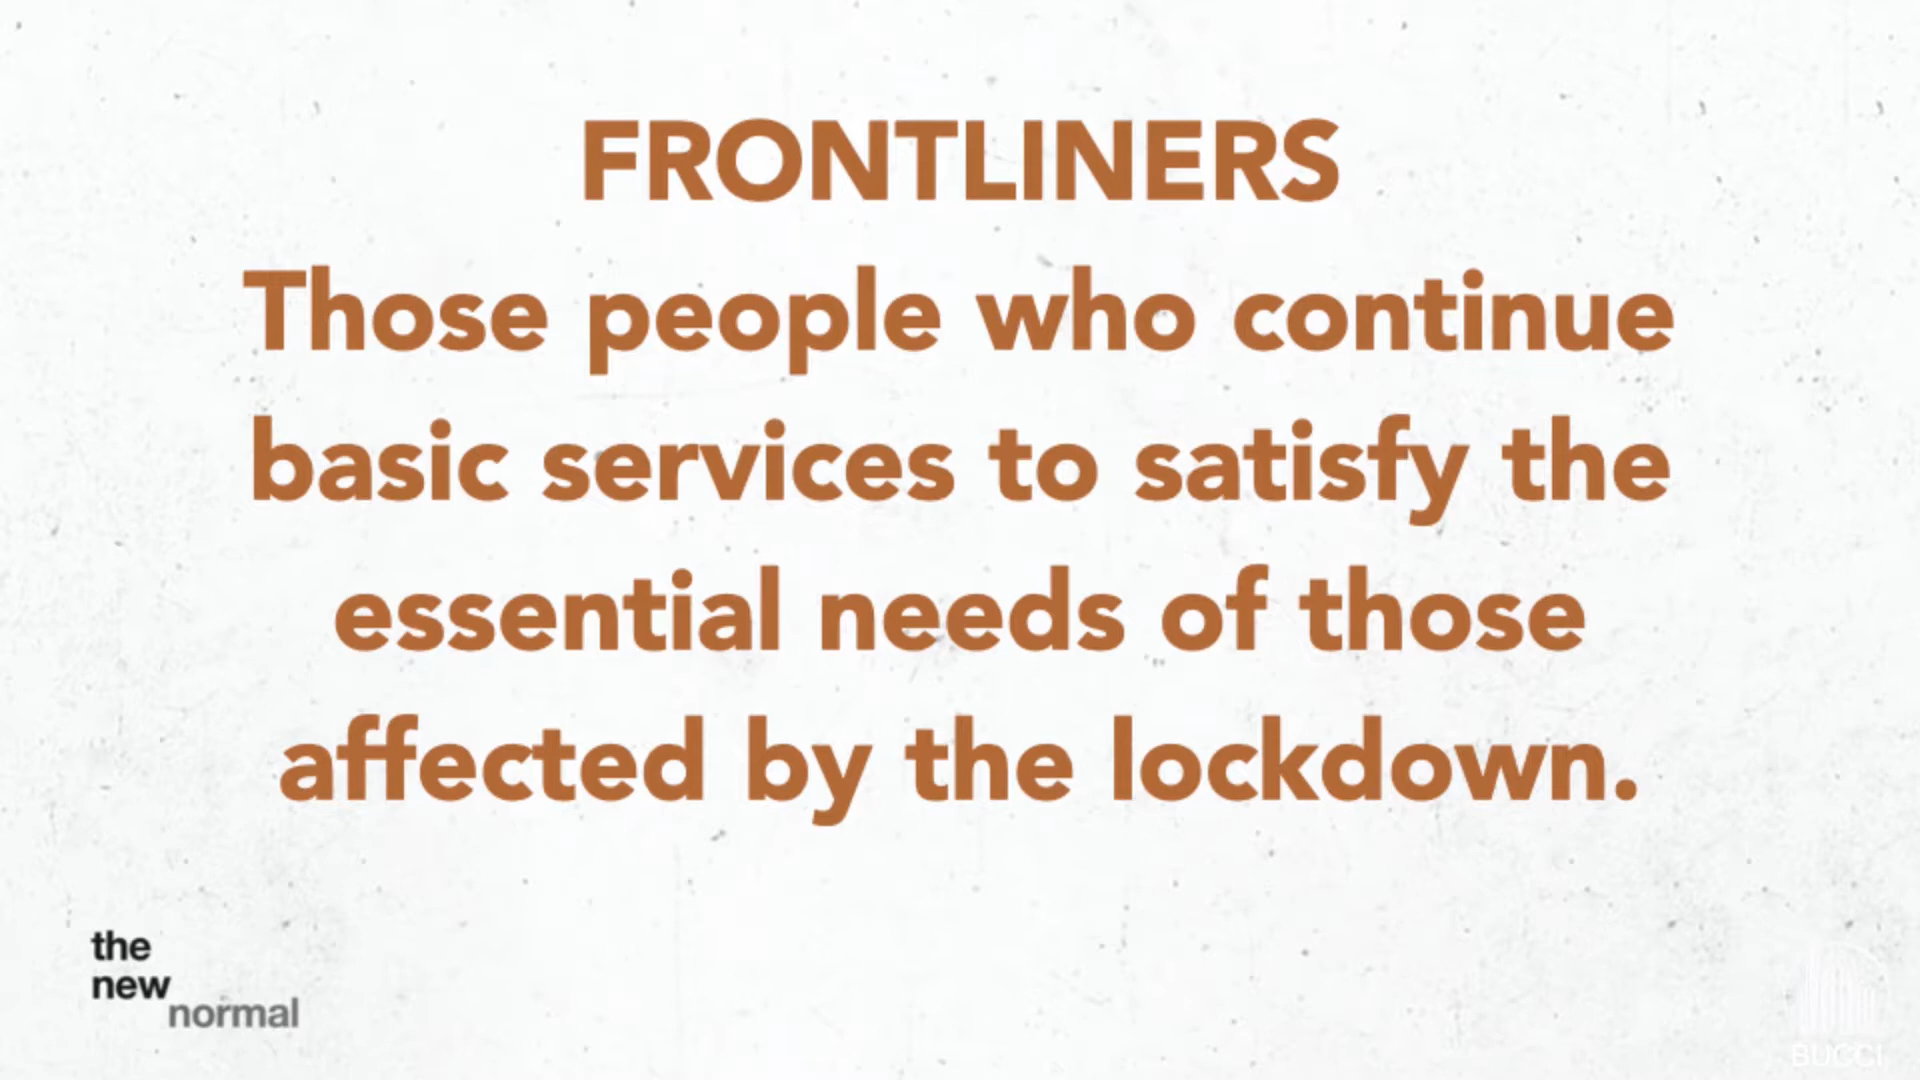 FRONTLINERS
Those people who continue
basic services to satisfy the
essential needs of those
affected by the lockdown.
the
new
normal
BUCCI